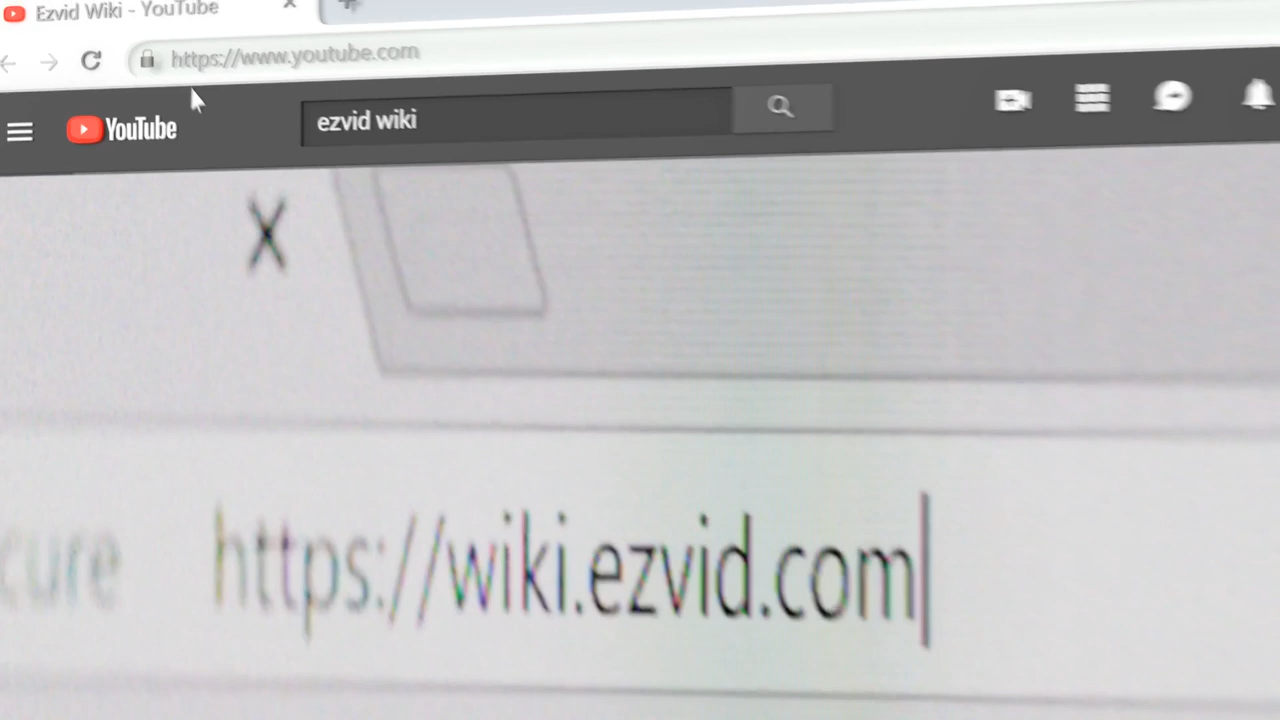 Ezvid Wiki - YouTube
https://www.youtube.com
YouTube
ezvid wiki
cure https://wiki.ezvid.com